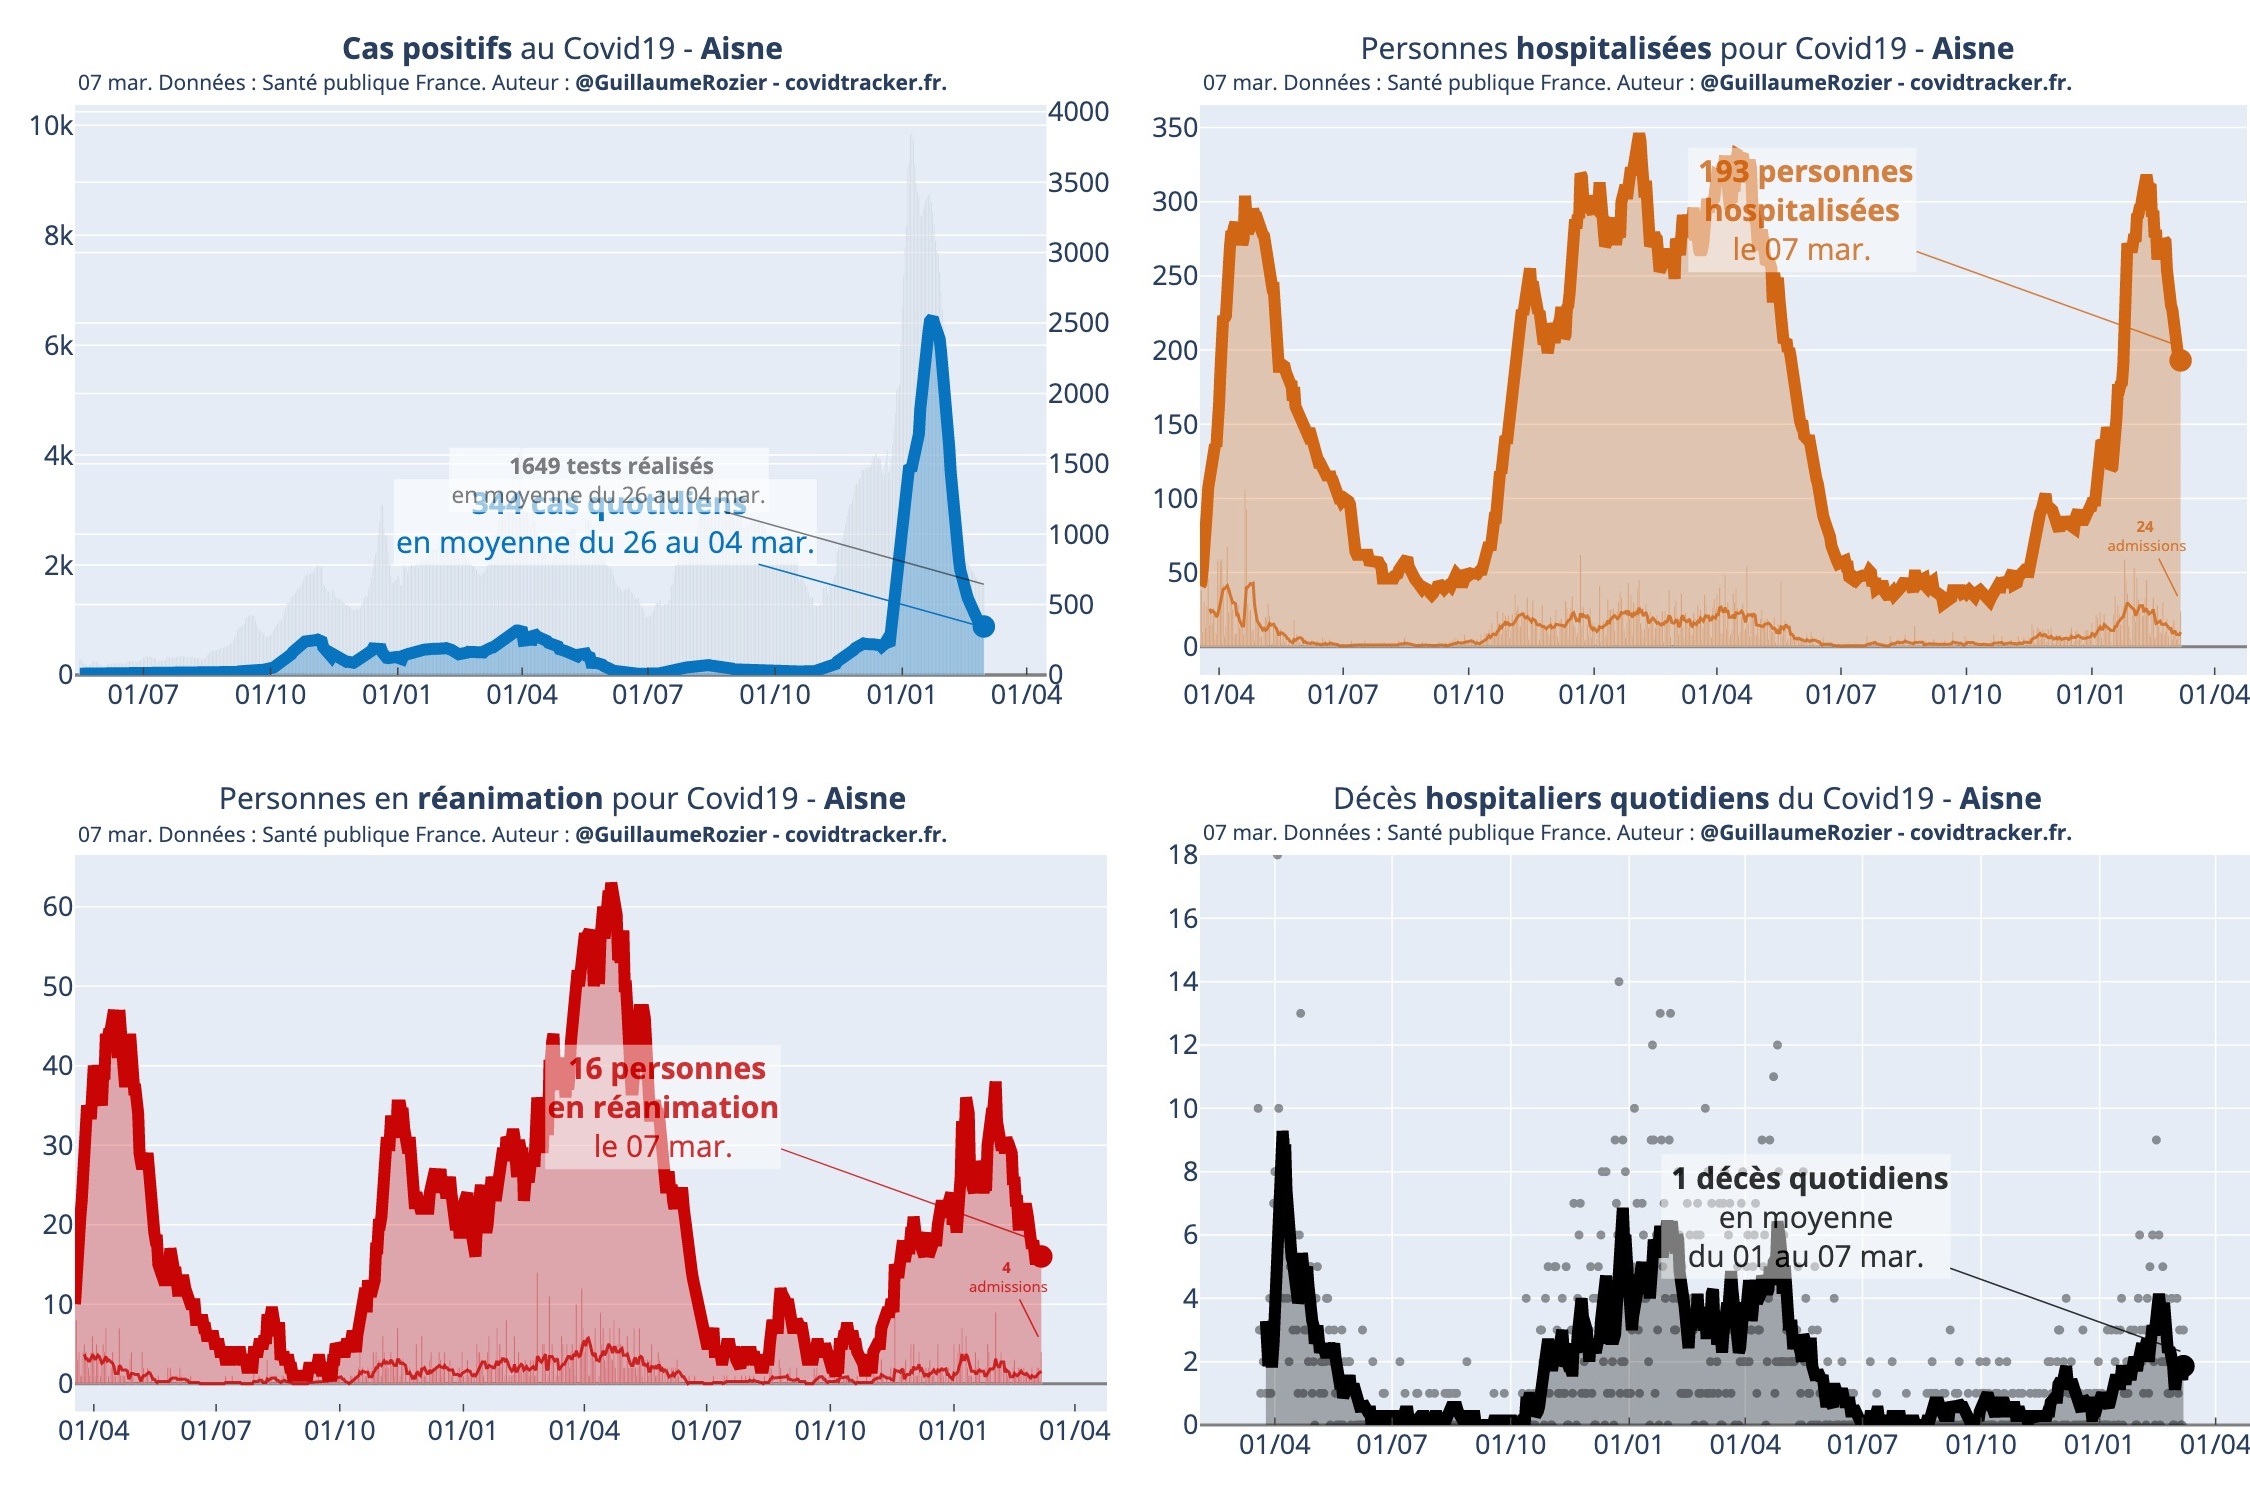 Cas positifs au Covid19 - Aisne
07 mar. Données : Santé publique France. Auteur : @GuillaumeRozier - covidtracker.fr.
10k
8k
6k
4k
2k
0
4000
3500
3000
2500
2000
1500
1000
500
0
1649 tests réalisés
en moyenne du 26 au 04 mar.
344 cas quotidiens
en moyenne du 26 au 04 mar.
01/07 01/10 01/01 01/04 01/07 01/10 01/01 01/04
Personnes hospitalisées pour Covid19 - Aisne
07 mar. Données : Santé publique France. Auteur : @GuillaumeRozier - covidtracker.fr.
350
300
250
200
150
100
50
0
193 personnes
hospitalisées
le 07 mar.
24
admissions
01/04 01/07 01/10 01/01 01/04 01/07 01/10 01/01 01/04
Personnes en réanimation pour Covid19 - Aisne
07 mar. Données : Santé publique France. Auteur : @GuillaumeRozier - covidtracker.fr.
60
50
40
30
20
10
0
16 personnes
en réanimation
le 07 mar.
4
admissions
01/04 01/07 01/10 01/01 01/04 01/07 01/10 01/01 01/04
Décès hospitaliers quotidiens du Covid19 - Aisne
07 mar. Données : Santé publique France. Auteur : @GuillaumeRozier - covidtracker.fr.
18
16
14
12
10
8
6
4
2
0
1 décès quotidiens
en moyenne
du 01 au 07 mar.
01/04 01/07 01/10 01/01 01/04 01/07 01/10 01/01 01/04